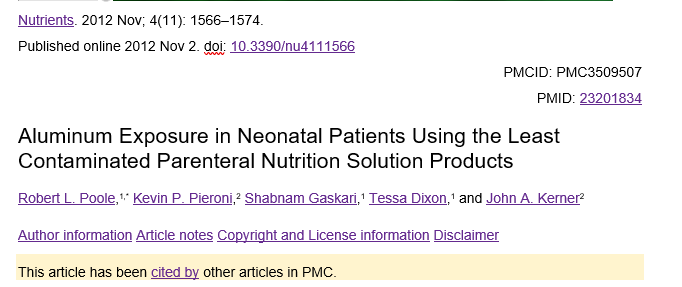 Nutrients. 2012 Nov; 4(11): 1566–1574.
Published online 2012 Nov 2. doi: 10.3390/nu4111566
PMCID: PMC3509507
PMID: 23201834
Aluminum Exposure in Neonatal Patients Using the Least
Contaminated Parenteral Nutrition Solution Products
Robert L. Poole,1,* Kevin P. Pieroni,2 Shabnam Gaskari,1 Tessa Dixon,1 and John A. Kerner2
Author information Article notes Copyright and License information Disclaimer
This article has been cited by other articles in PMC.